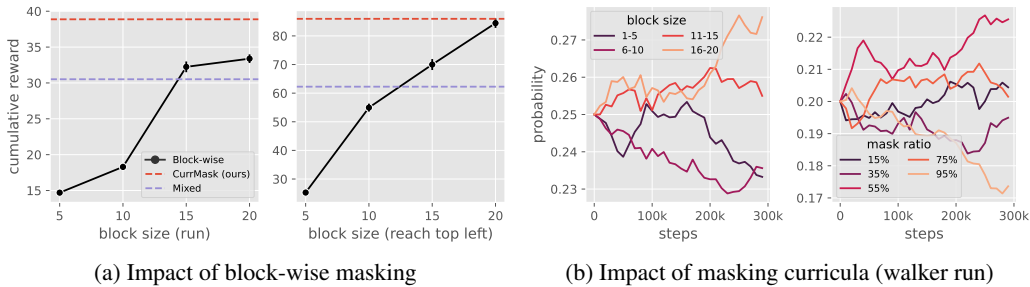 40
35
30
25
20
15
5
10
15
20
cumulative reward
block size (run)
Block-wise
CurrMask (ours)
Mixed
80
70
60
50
40
30
5
10
15
20
block size (reach top left)
(a) Impact of block-wise masking
block size
1-5
6-10
11-15
16-20
0.27
0.26
0.25
0.24
0.23
0
100k
200k
300k
probability
steps
0.22
0.21
0.20
0.19
0.18
0.17
mask ratio
15%
35%
55%
75%
95%
0
100k
200k
300k
steps
(b) Impact of masking curricula (walker run)